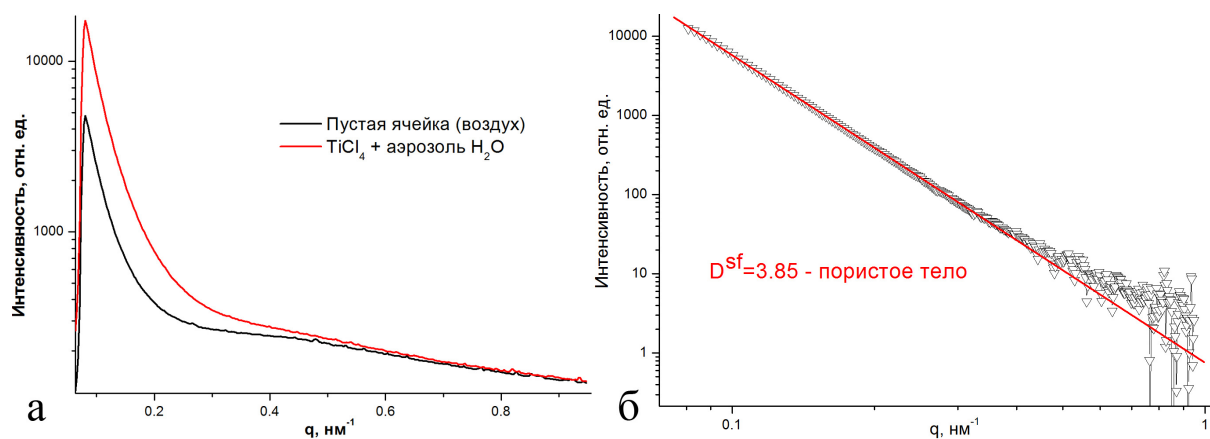 10000
1000
Интенсивность, отн. ед.
Пустая ячейка (воздух)
TiCl4 + аэрозоль H2O
0.2
0.4
0.6
0.8
q, нм-1
а
10000
1000
100
10
1
Интенсивность, отн. ед.
Dsf=3.85 - пористое тело
0.1
1
q, нм-1
б